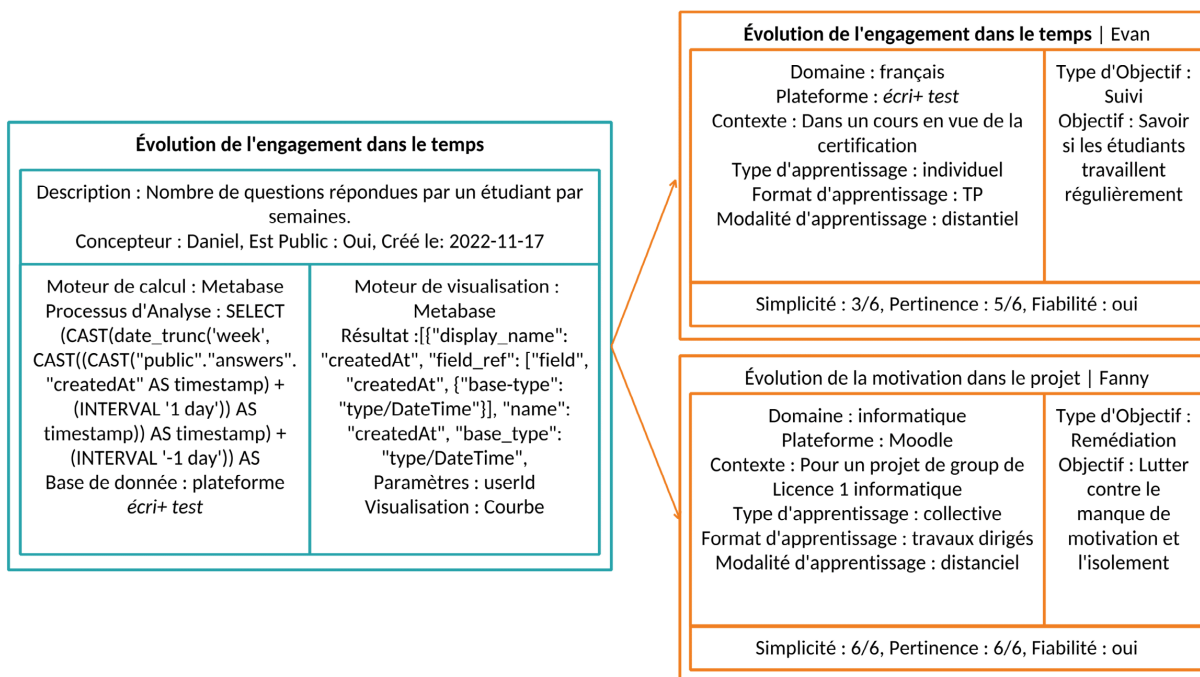 Évolution de l'engagement dans le temps
Description : Nombre de questions répondues par un étudiant par
semaines.
Concepteur : Daniel, Est Public : Oui, Créé le: 2022-11-17
Moteur de calcul : Metabase
Processus d'Analyse : SELECT
(CAST(date_trunc('week',
CAST((CAST("public"."answers".
"createdAt" AS timestamp) +
(INTERVAL '1 day')) AS
timestamp)) AS timestamp) +
(INTERVAL '-1 day')) AS
Base de donnée : plateforme
écri+ test
Moteur de visualisation :
Metabase
Résultat :[{"display_name":
"createdAt", "field_ref": ["field",
"createdAt", {"base-type":
"type/DateTime"}], "name":
"createdAt", "base_type":
"type/DateTime",
Paramètres : userId
Visualisation : Courbe
Évolution de l'engagement dans le temps | Evan
Domaine : français
Plateforme : écri+ test
Contexte : Dans un cours en vue de la
certification
Type d'apprentissage : individuel
Format d'apprentissage : TP
Modalité d'apprentissage : distantiel
Type d'Objectif :
Suivi
Objectif : Savoir
si les étudiants
travaillent
régulièrement
Simplicité : 3/6, Pertinence : 5/6, Fiabilité : oui
Évolution de la motivation dans le projet | Fanny
Domaine : informatique
Plateforme : Moodle
Contexte : Pour un projet de group de
Licence 1 informatique
Type d'apprentissage : collective
Format d'apprentissage : travaux dirigés
Modalité d'apprentissage : distanciel
Type d'Objectif :
Remédiation
Objectif : Lutter
contre le
manque de
motivation et
l'isolement
Simplicité : 6/6, Pertinence : 6/6, Fiabilité : oui